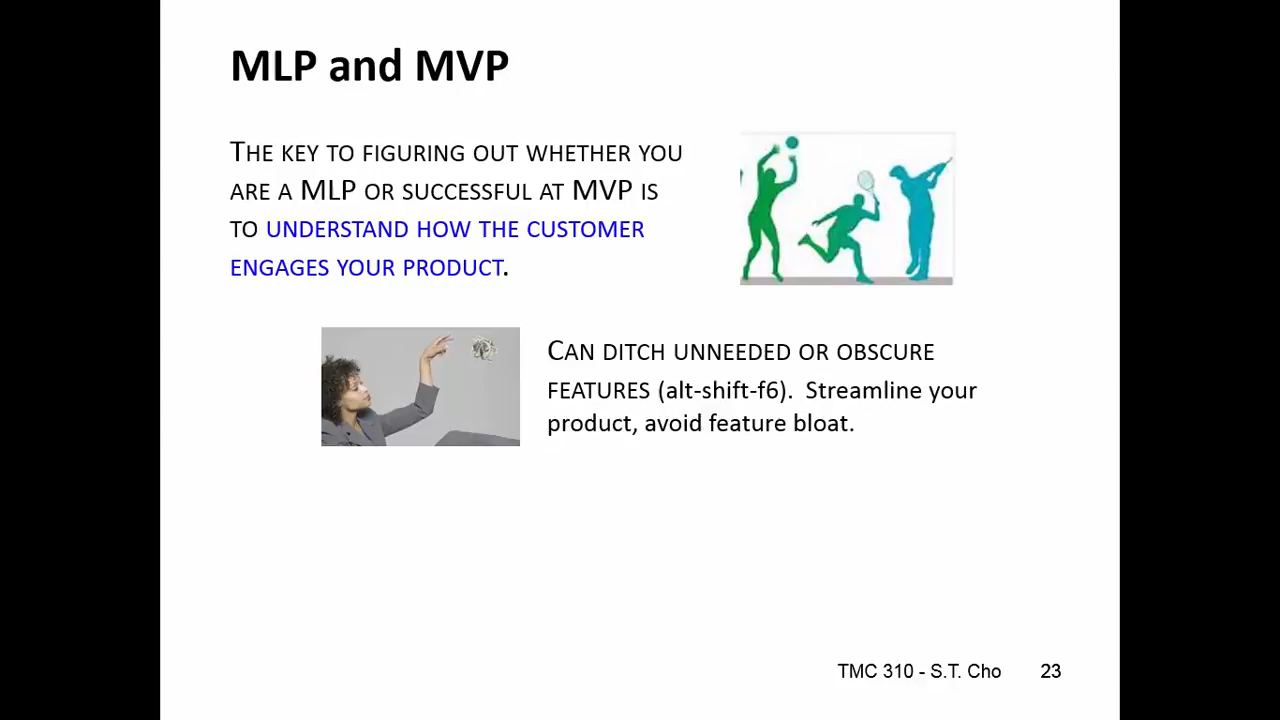 MLP and MVP
THE KEY TO FIGURING OUT WHETHER YOU
ARE A MLP OR SUCCESSFUL AT MVP IS
TO UNDERSTAND HOW THE CUSTOMER
ENGAGES YOUR PRODUCT.
CAN DITCH UNNEEDED OR OBSCURE
FEATURES (alt-shift-f6). Streamline your
product, avoid feature bloat.
TMC 310 - S.T. Cho 23